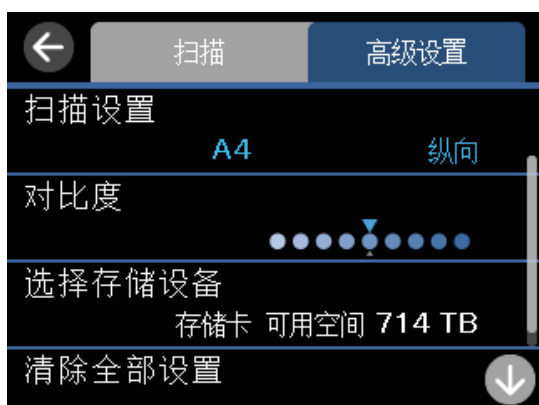 扫描 高级设置
扫描设置
A4 纵向
对比度
选择存储设备
存储卡 可用空间 714 TB
清除全部设置